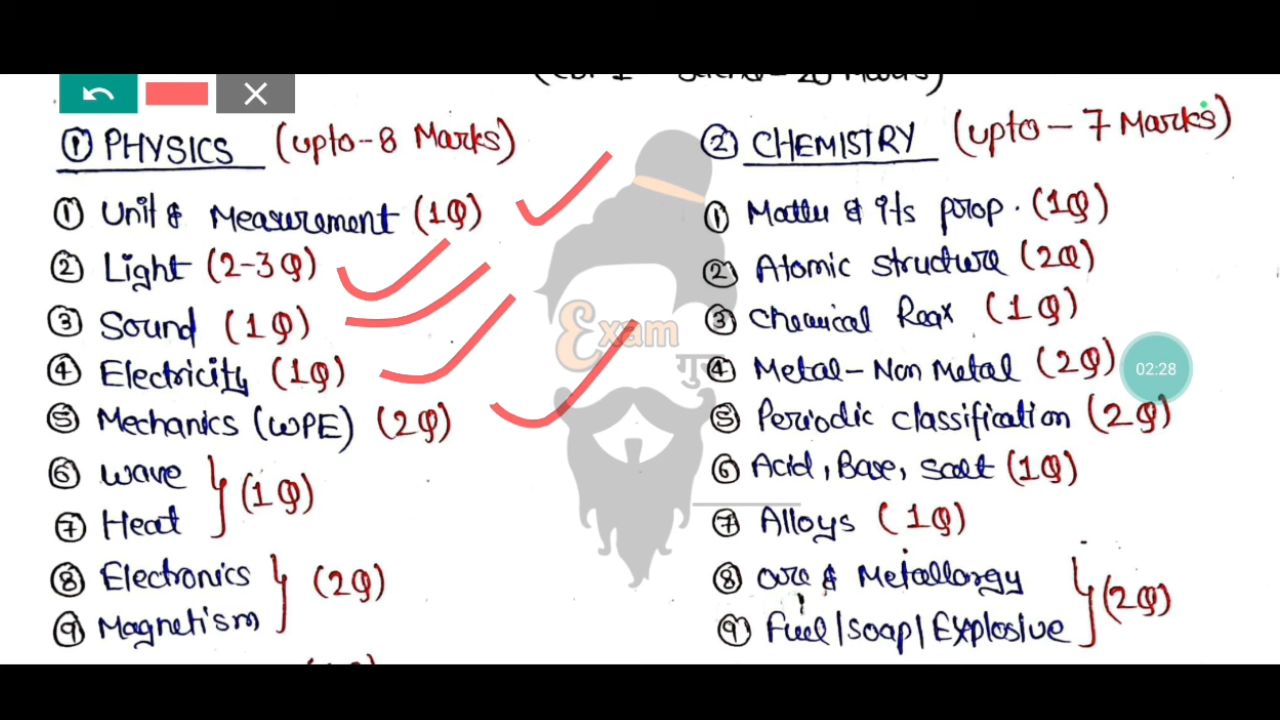 ① PHYSICS (upto-8 Marks)
① Unit & Measurement (1Q)
② Light (2-3Q)
③ Sound (1Q)
④ Electricity (1Q)
⑤ Mechanics (WPE) (2Q)
⑥ Wave
⑦ Heat
(1Q)
⑧ Electronics
⑨ Magnetism
(2Q)
② CHEMISTRY (upto - 7 Marks)
① Matter & its prop. (1Q)
② Atomic structure (2Q)
③ Chemical Reax (1Q)
④ Metal-Non Metal (2Q)
⑤ Periodic classification (2Q)
⑥ Acid, Base, Scalt (1Q)
⑦ Alloys (1Q)
⑧ Ore & Metallorgy
⑨ Fuel/Soap/Explosive
(2Q)
Exam
02:28